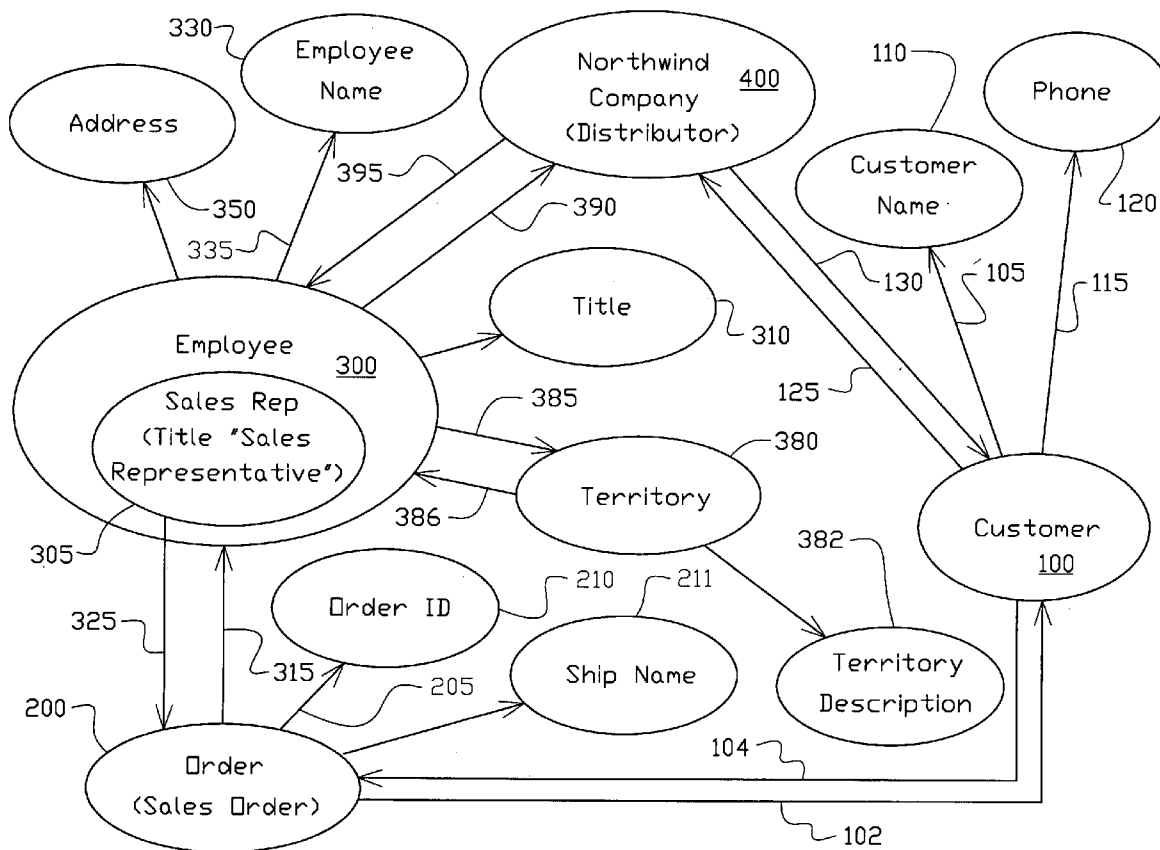 330
Employee
Name
Northwind
Company
(Distributor)
400
110
Phone
Address
395
390
Customer
Name
120
350
335
130
105
115
Title
310
Employee
300
125
Sales Rep
(Title "Sales
Representative")
385
380
Territory
386
305
382
Customer
100
210
211
Order ID
325
315
Ship Name
Territory
Description
205
200
104
Order
(Sales Order)
102